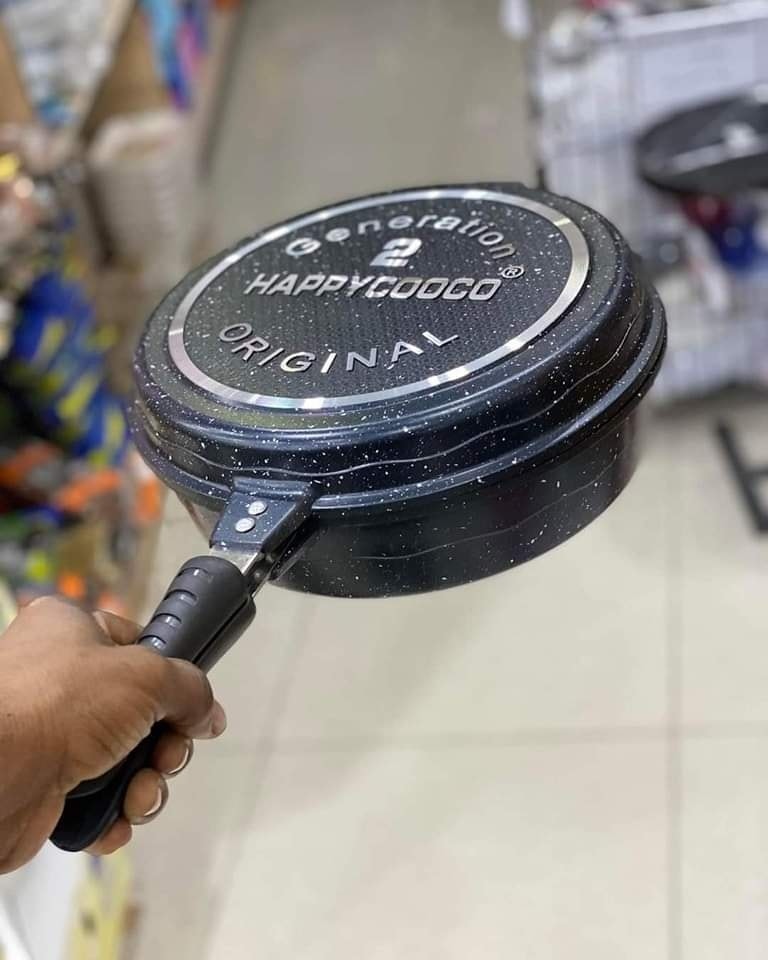 Generation
2
HAPPYCOOCO®
ORIGINAL